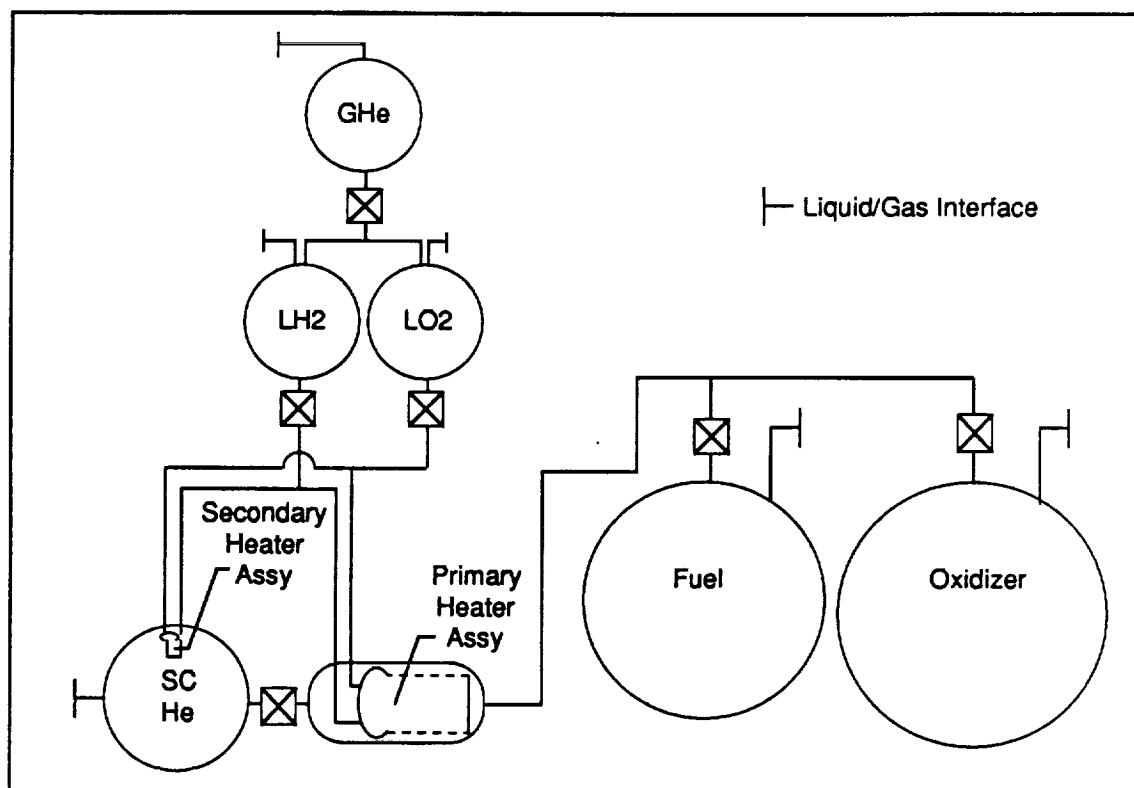 GHe
Liquid/Gas Interface
LH2
LO2
Secondary
Heater
Assy
Primary
Heater
Assy
Fuel
Oxidizer
SC
He